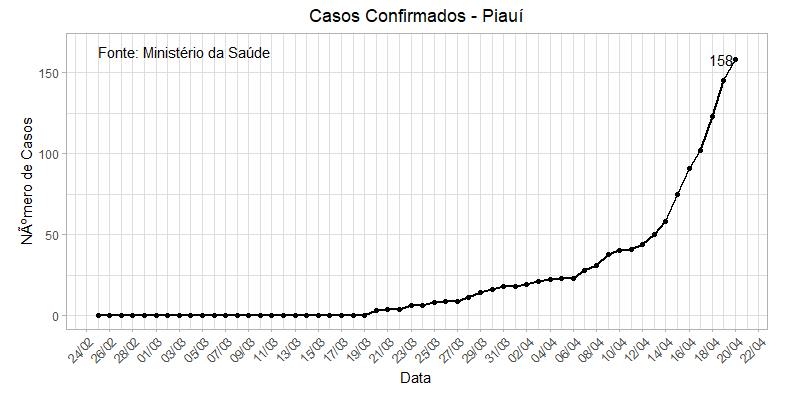 Casos Confirmados - Piauí
Fonte: Ministério da Saúde
158
NÃºmero de Casos
150
100
50
0
24/02 26/02 28/02 01/03 03/03 05/03 07/03 09/03 11/03 13/03 15/03 17/03 19/03 21/03 23/03 25/03 27/03 29/03 31/03 02/04 04/04 06/04 08/04 10/04 12/04 14/04 16/04 18/04 20/04 22/04
Data